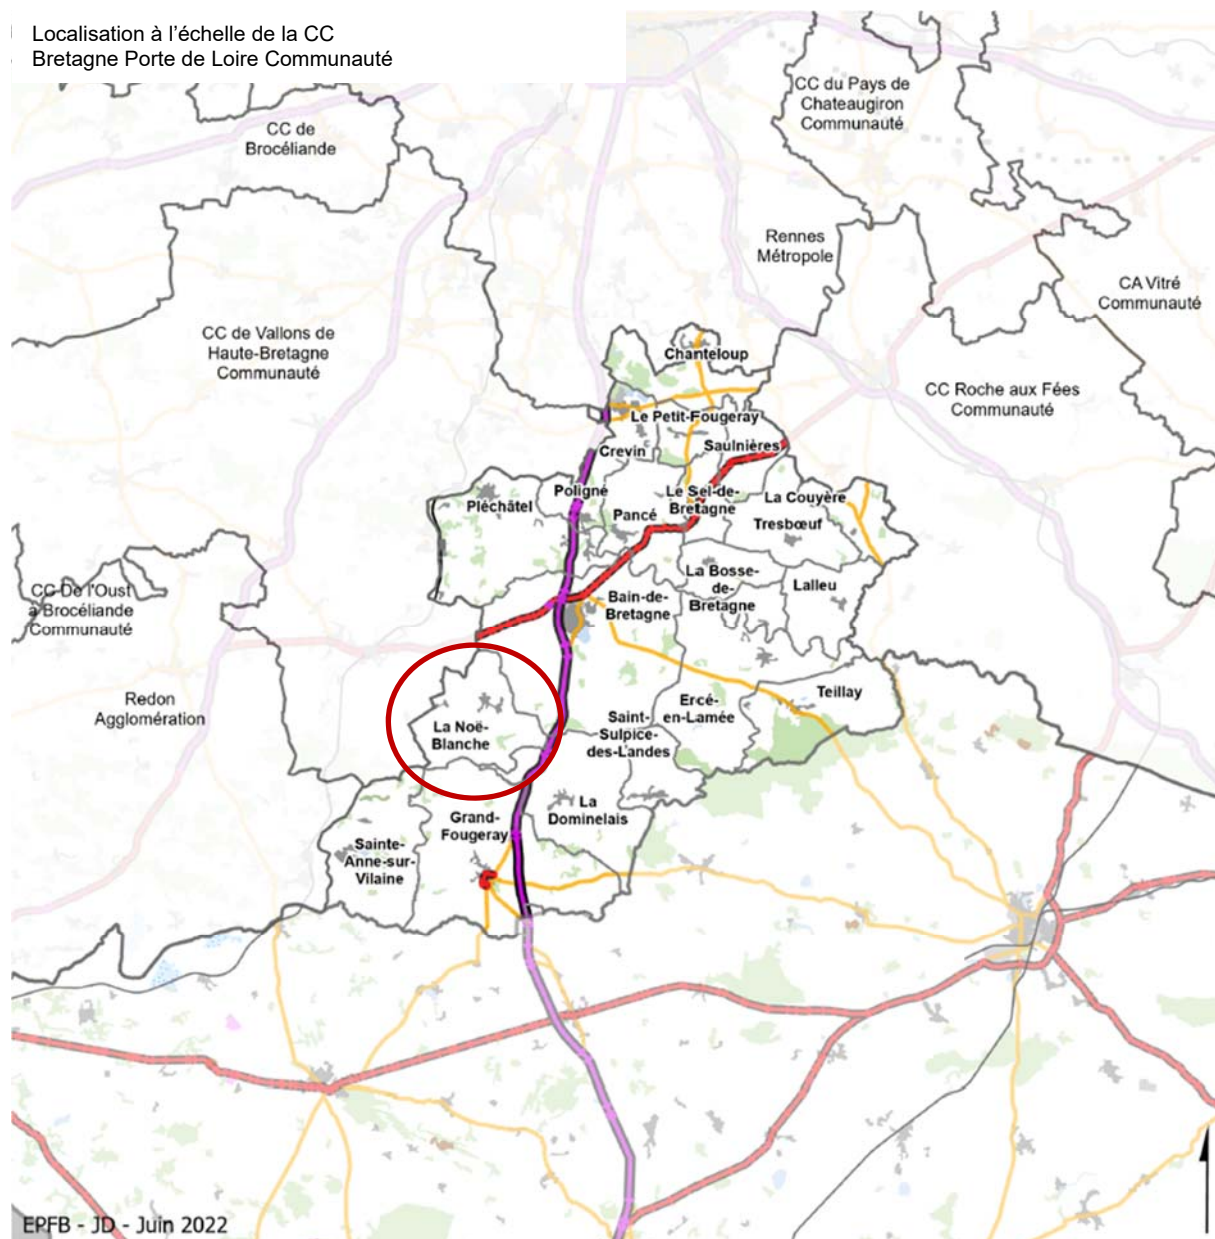 Localisation à l'échelle de la CC
Bretagne Porte de Loire Communauté
CC du Pays de
Chateaugiron
Communauté
CC de
Brocéliande
Rennes
Métropole
CA Vitré
Communauté
CC de Vallons de
Haute-Bretagne
Communauté
Chanteloup
CC Roche aux Fées
Communauté
Le Petit-Fougeray
Saulnières
Crevin
Poligné
Pléchâtel
Le Sel-de-
Bretagne
La Couyère
Pancé
Tresbœuf
La Bosse-
de-
Bretagne
Lalleu
Bain-de-
Bretagne
CC De l'Oust
à Brocéliande
Communauté
Redon
Agglomération
La Noë-
Blanche
Ercé-
en-Lamée
Teillay
Saint-
Sulpice-
des-Landes
La
Dominelais
Grand-
Fougeray
Sainte-
Anne-sur-
Vilaine
EPFB - JD - Juin 2022